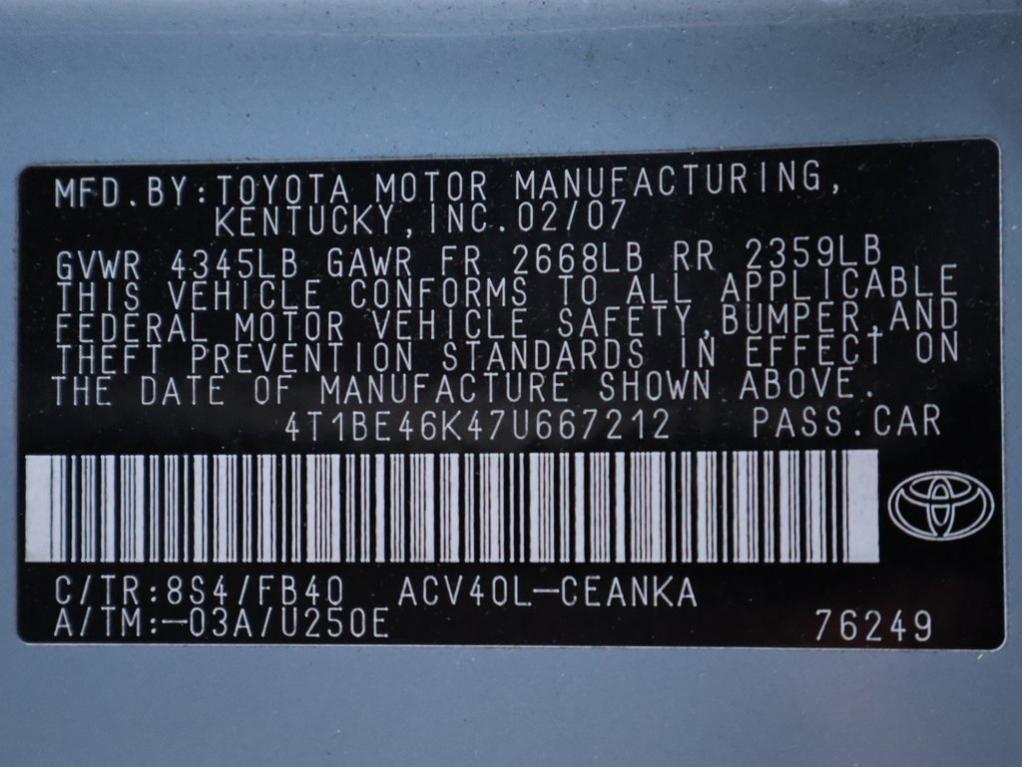 MFD.BY:TOYOTA MOTOR MANUFACTURING,
KENTUCKY,INC.02/07
GVWR 4345LB GAWR FR 2668LB RR 2359LB
THIS VEHICLE CONFORMS TO ALL APPLICABLE
FEDERAL MOTOR VEHICLE SAFETY,BUMPER,AND
THEFT PREVENTION STANDARDS IN EFFECT ON
THE DATE OF MANUFACTURE SHOWN ABOVE.
4T1BE46K47U667212 PASS.CAR
C/TR:8S4/FB40 ACV40L-CEANKA
A/TM:-03A/U250E 76249